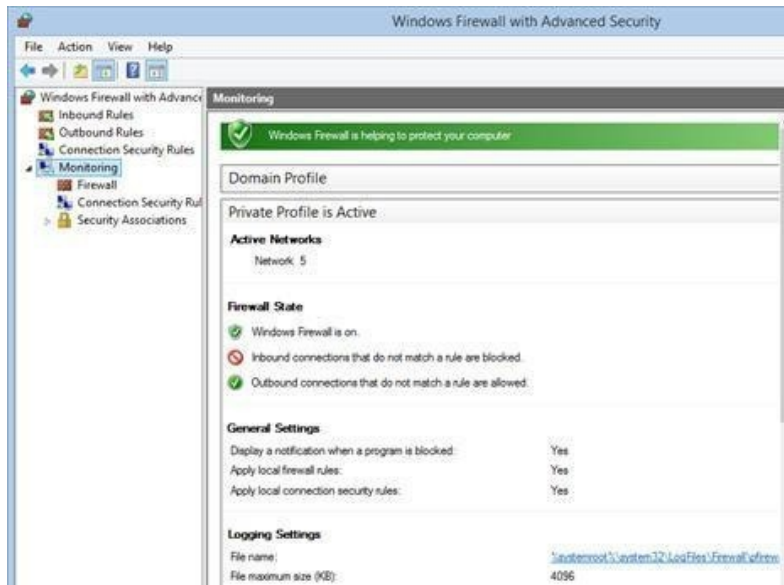 Windows Firewall with Advanced Security
File Action View Help
Windows Firewall with Advance
Inbound Rules
Outbound Rules
Connection Security Rules
Monitoring
Firewall
Connection Security Rul
Security Associations
Monitoring
Windows Firewall is helping to protect your computer
Domain Profile
Private Profile is Active
Active Networks
Network 5
Firewall State
Windows Firewall is on.
Inbound connections that do not match a rule are blocked.
Outbound connections that do not match a rule are allowed.
General Settings
Display a notification when a program is blocked: Yes
Apply local firewall rules: Yes
Apply local connection security rules: Yes
Logging Settings
File name: %systemroot%\system32\LogFiles\Firewall\pfirew
File maximum size (KB): 4096